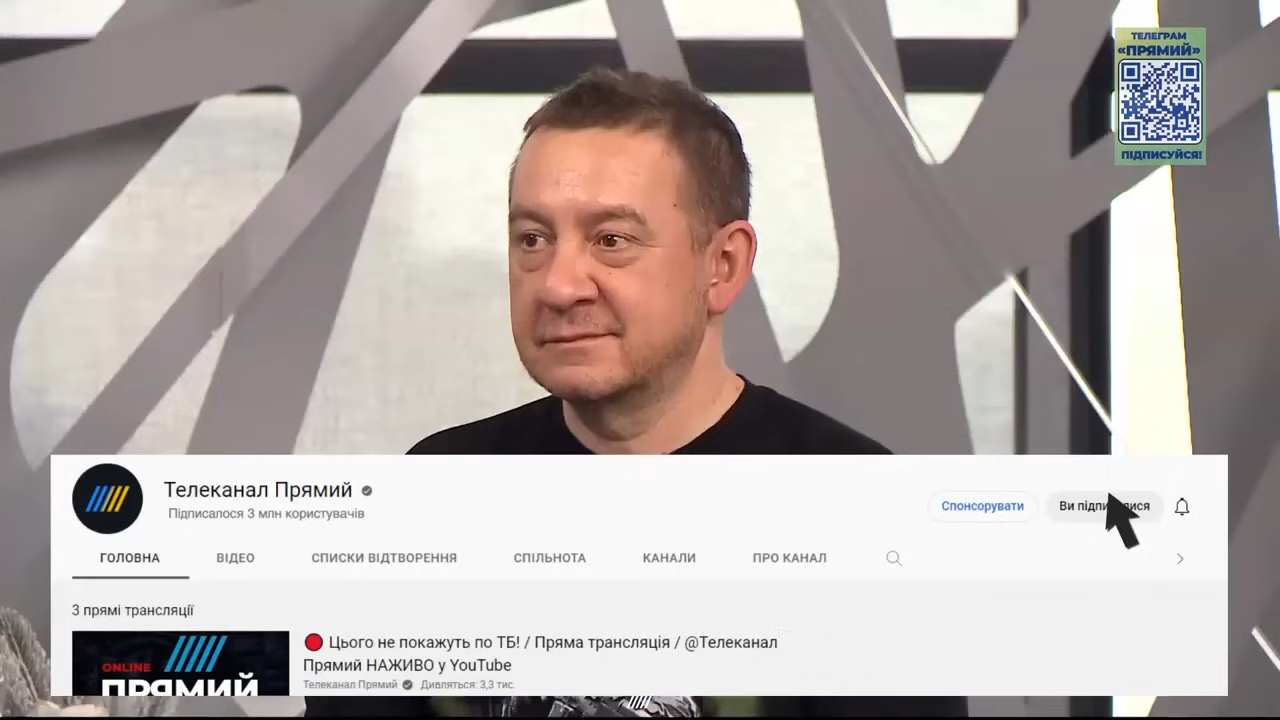 ТЕЛЕГРАМ
«ПРЯМИЙ»
ПІДПИСУЙСЯ!
Телеканал Прямий
Підписалося 3 млн користувачів
Спонсорувати
Ви
ГОЛОВНА ВІДЕО СПИСКИ ВІДТВОРЕННЯ СПІЛЬНОТА КАНАЛИ ПРО КАНАЛ
3 прямі трансляції
ONLINE
ПРЯМИЙ
Цього не покажуть по ТБ! / Пряма трансляція / @Телеканал
Прямий НАЖИВО у YouTube
Телеканал Прямий Дивляться: 3,3 тис.